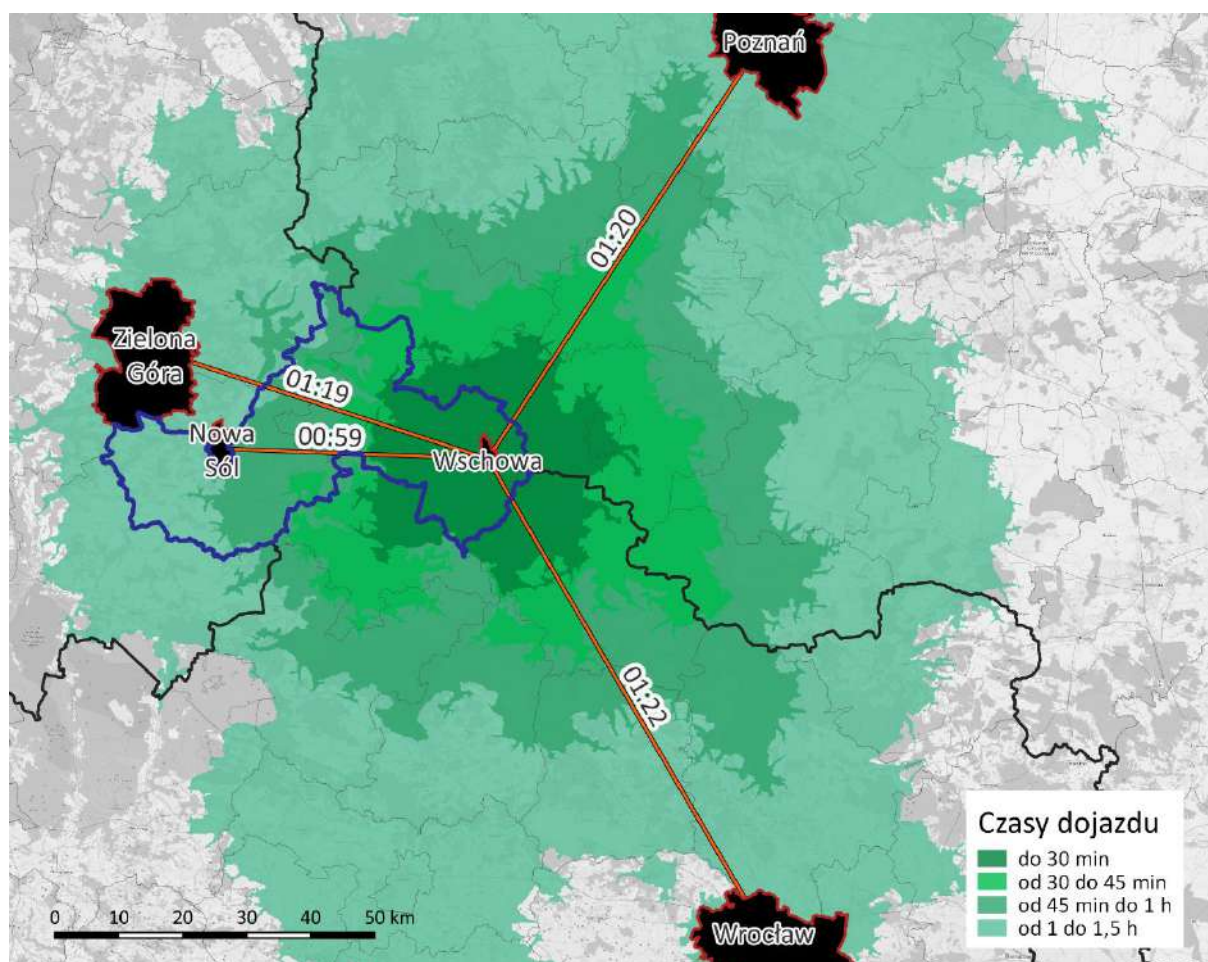 Poznań
01:20
Zielona
Góra
01:19
Nowa
Sól
00:59
Wschowa
01:22
Wrocław
0 10 20 30 40 50 km
Czasy dojazdu
do 30 min
od 30 do 45 min
od 45 min do 1 h
od 1 do 1,5 h